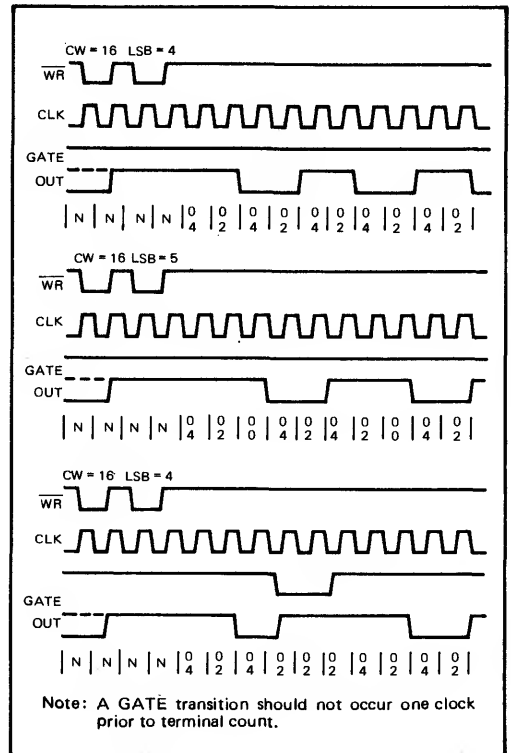 CW = 16 LSB = 4
WR
CLK
GATE
OUT
| N | N | N | N | 0 4 | 0 2 | 0 4 | 0 2 | 0 4 | 0 2 | 0 4 | 0 2 | 0 4 | 0 2 |
CW = 16 LSB = 5
WR
CLK
GATE
OUT
| N | N | N | N | 0 4 | 0 2 | 0 0 | 0 4 | 0 2 | 0 4 | 0 2 | 0 0 | 0 4 | 0 2 |
CW = 16 LSB = 4
WR
CLK
GATE
OUT
| N | N | N | N | 0 4 | 0 2 | 0 4 | 0 2 | 0 2 | 0 2 | 0 4 | 0 2 | 0 4 | 0 2 |
Note: A GATE transition should not occur one clock
prior to terminal count.